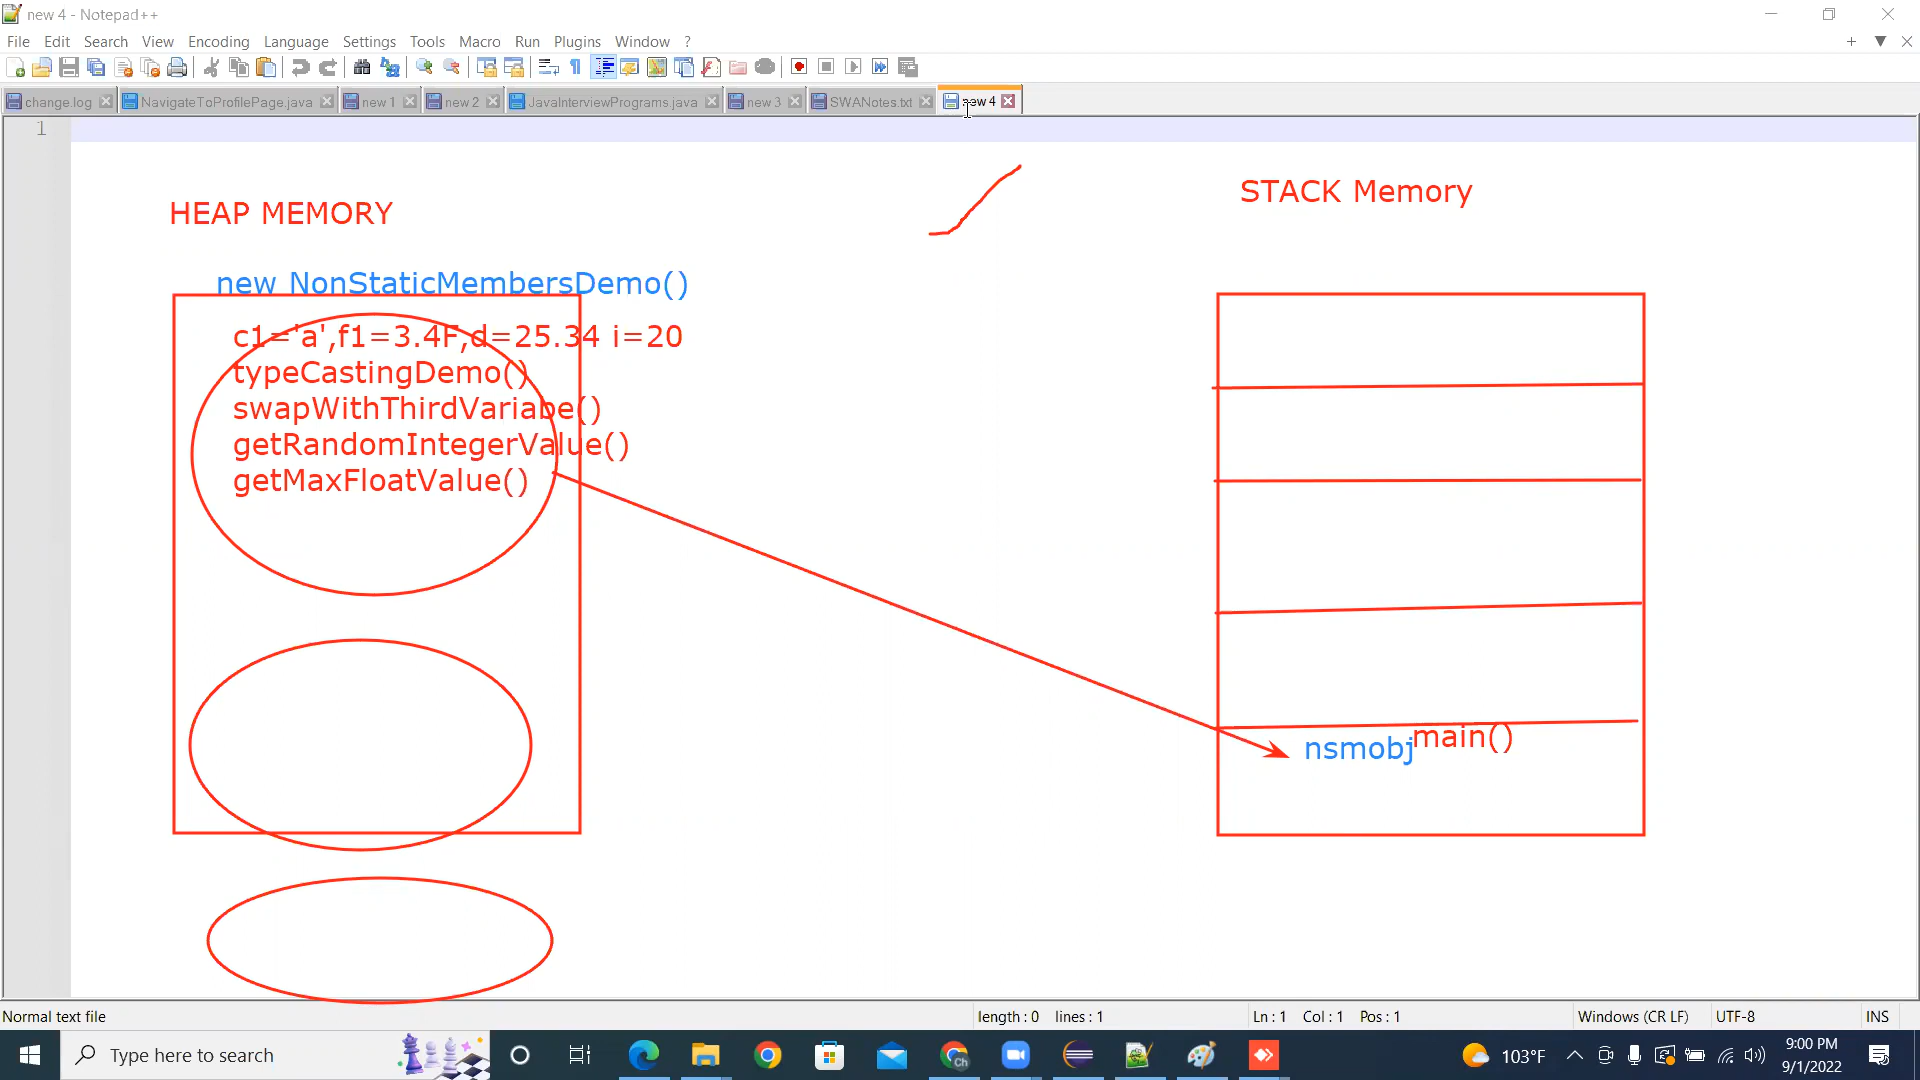 new 4 - Notepad++
File Edit Search View Encoding Language Settings Tools Macro Run Plugins Window ?
change.log NavigateToProfilePage.java new 1 new 2 JavaInterviewPrograms.java new 3 SWANotes.txt new 4
1
HEAP MEMORY
STACK Memory
new NonStaticMembersDemo()
c1='a',f1=3.4F,d=25.34 i=20
typeCastingDemo()
swapWithThirdVariabe()
getRandomIntegerValue()
getMaxFloatValue()
nsmobj main()
Normal text file length : 0 lines : 1 Ln : 1 Col : 1 Pos : 1 Windows (CR LF) UTF-8 INS
Type here to search
103°F
9:00 PM
9/1/2022